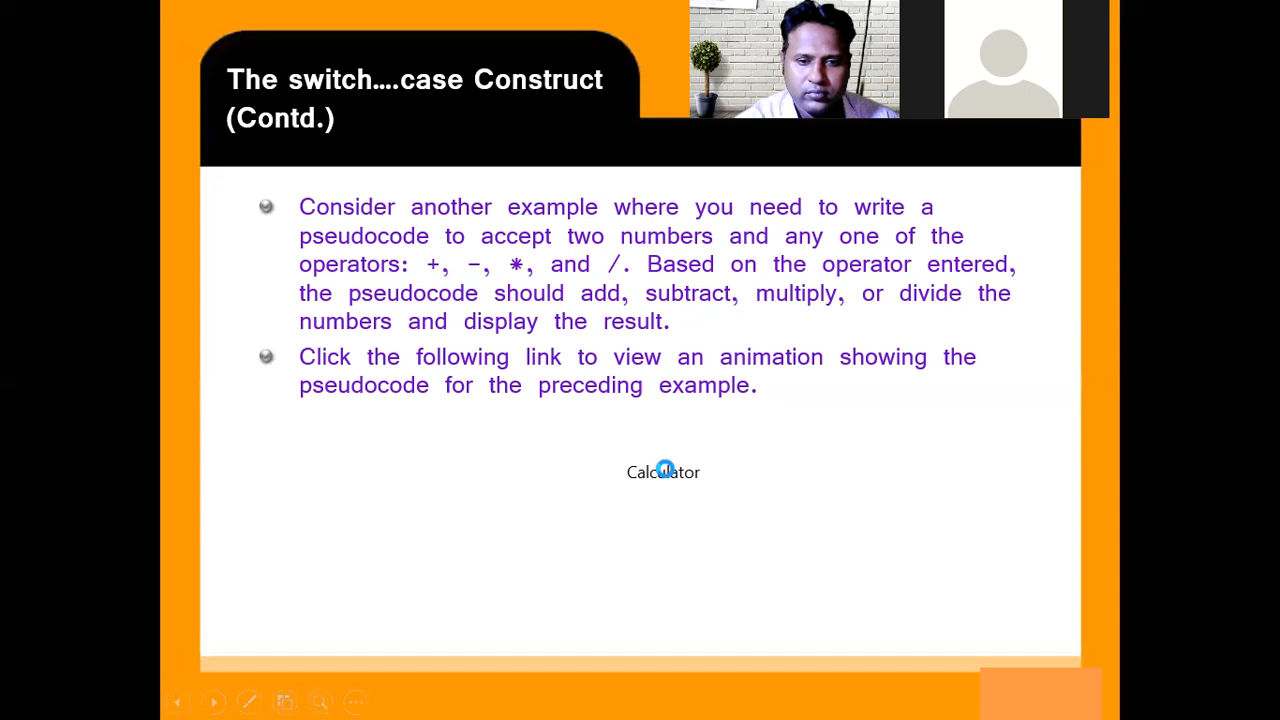 The switch....case Construct
(Contd.)
Consider another example where you need to write a
pseudocode to accept two numbers and any one of the
operators: +, -, *, and /. Based on the operator entered,
the pseudocode should add, subtract, multiply, or divide the
numbers and display the result.
Click the following link to view an animation showing the
pseudocode for the preceding example.
Calculator